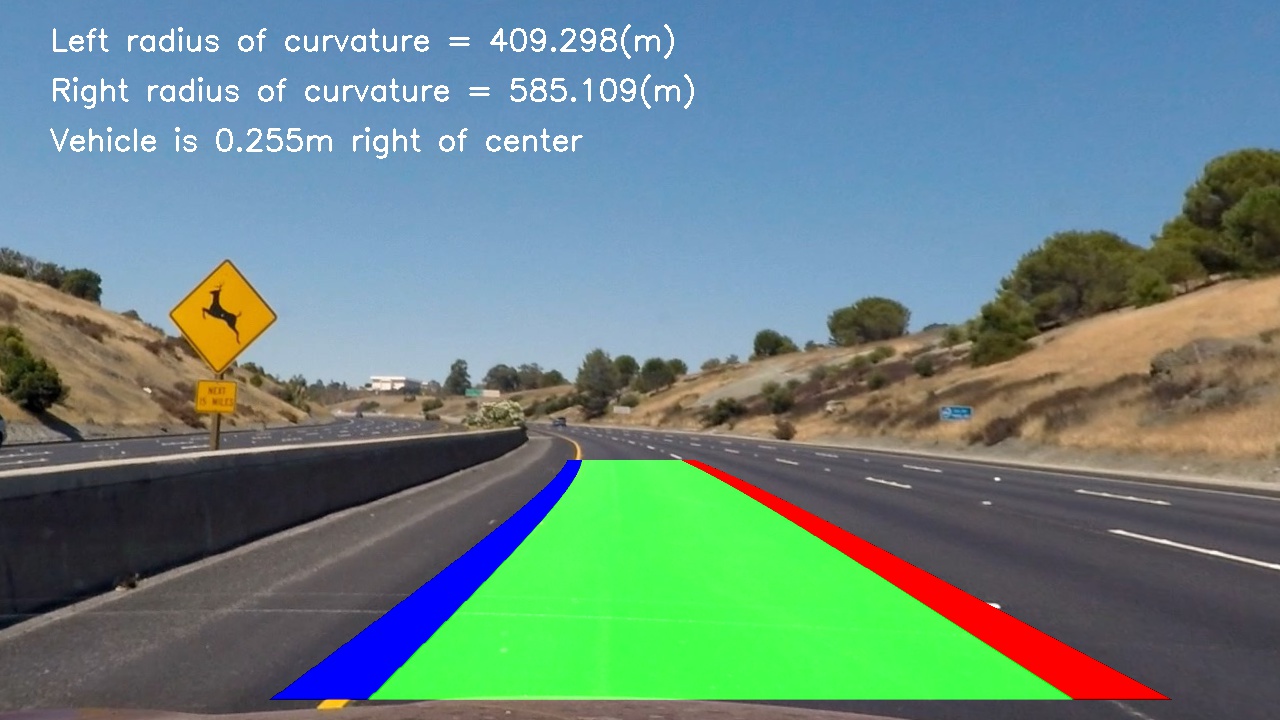 Left radius of curvature = 409.298(m)
Right radius of curvature = 585.109(m)
Vehicle is 0.255m right of center
NEXT
15 MILES